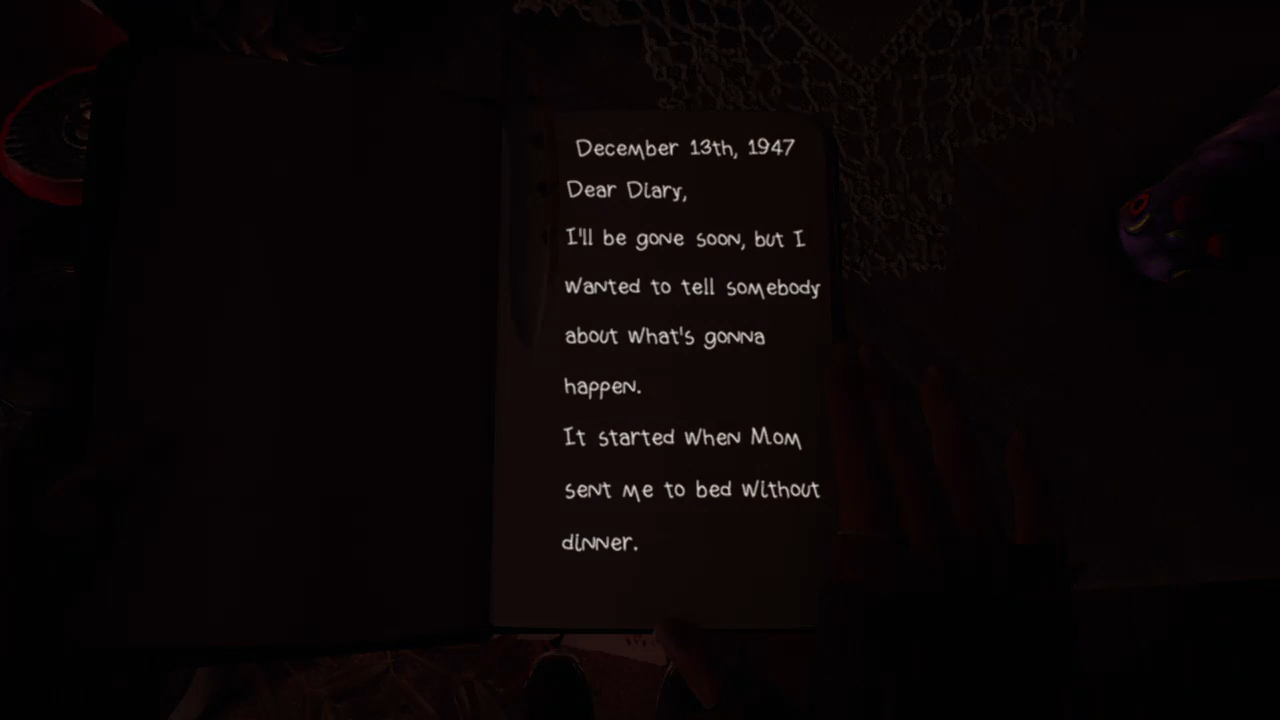 December 13th, 1947
Dear Diary,
I'll be gone soon, but I
wanted to tell somebody
about what's gonna
happen.
It started when Mom
sent me to bed without
dinner.